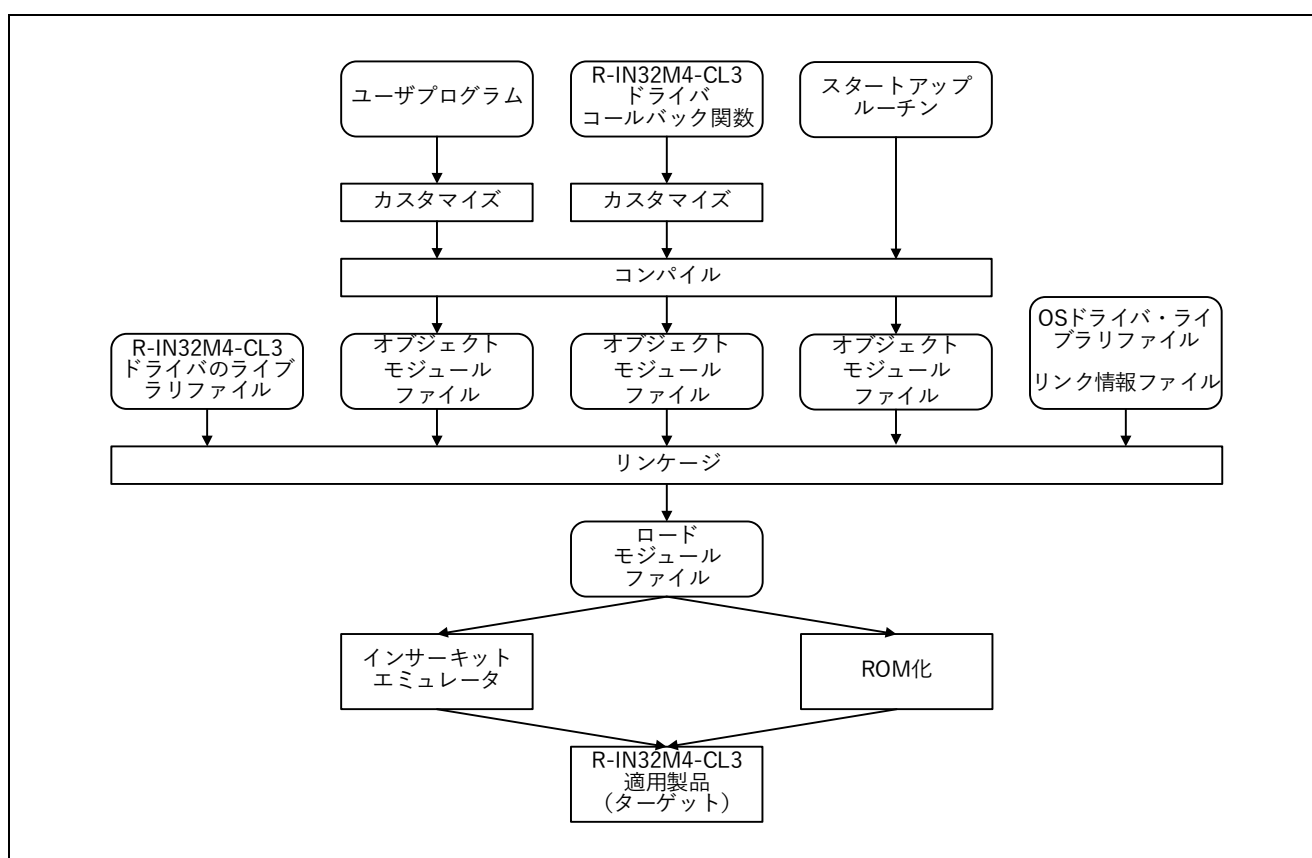 ユーザプログラム
R-IN32M4-CL3
ドライバ
コールバック関数
スタートアップ
ルーチン
カスタマイズ
カスタマイズ
コンパイル
R-IN32M4-CL3
ドライバのライブ
ラリファイル
オブジェクト
モジュール
ファイル
オブジェクト
モジュール
ファイル
オブジェクト
モジュール
ファイル
OSドライバ・ライ
ブラリファイル
リンク情報ファイル
リンケージ
ロード
モジュール
ファイル
インサーキット
エミュレータ
ROM化
R-IN32M4-CL3
適用製品
（ターゲット）